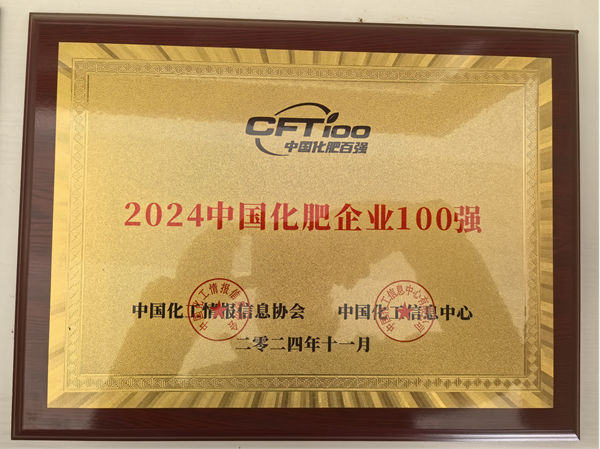 CFT100
中国化肥百强
2024中国化肥企业100强
中国化工情报信息协会 中国化工信息中心
二零二四年十一月